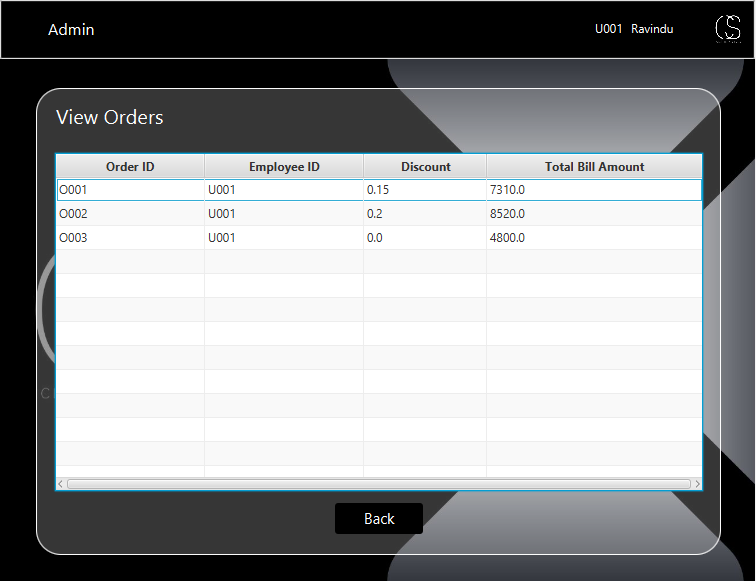 Admin
U001 Ravindu
View Orders
Order ID Employee ID Discount Total Bill Amount
O001 U001 0.15 7310.0
O002 U001 0.2 8520.0
O003 U001 0.0 4800.0
Back